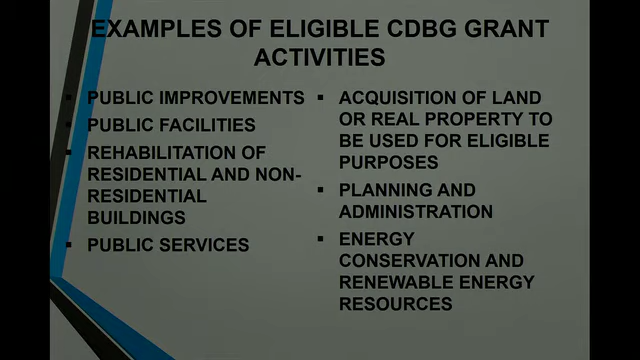 EXAMPLES OF ELIGIBLE CDBG GRANT
ACTIVITIES
▪ PUBLIC IMPROVEMENTS
▪ PUBLIC FACILITIES
▪ REHABILITATION OF
RESIDENTIAL AND NON-
RESIDENTIAL
BUILDINGS
▪ PUBLIC SERVICES
▪ ACQUISITION OF LAND
OR REAL PROPERTY TO
BE USED FOR ELIGIBLE
PURPOSES
▪ PLANNING AND
ADMINISTRATION
▪ ENERGY
CONSERVATION AND
RENEWABLE ENERGY
RESOURCES